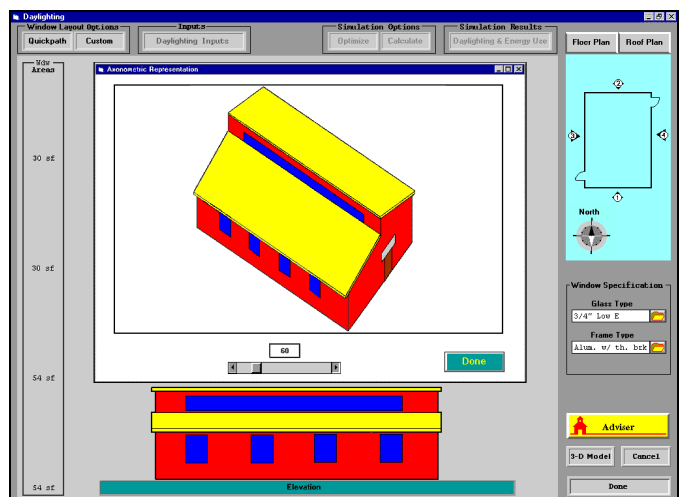 Daylighting
Window Layout Options
Inputs
Simulation Options
Simulation Results
Quickpath
Custom
Daylighting Inputs
Optimize
Calculate
Daylighting & Energy Use
Floor Plan
Roof Plan
Wdw
Areas
30 sf
30 sf
54 sf
54 sf
Axonometric Representation
60
Done
Elevation
2
3
4
1
North
Window Specification
Glass Type
3/4" Low E
Frame Type
Alum. w/ th. brk
Adviser
3-D Model
Cancel
Done